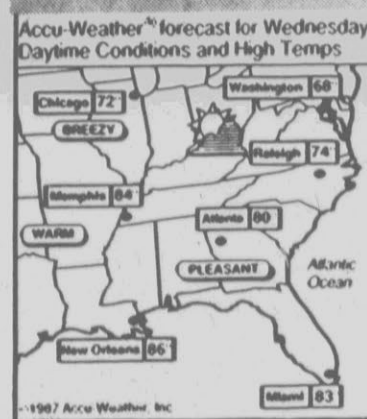 Accu-Weather forecast for Wednesday
Daytime Conditions and High Temps
Washington 68°
Chicago 72°
BREEZY
Raleigh 74°
Memphis 84°
Atlanta 80
WARM
PLEASANT
Atlantic
Ocean
New Orleans 86°
Miami 83
©1987 Accu Weather, Inc